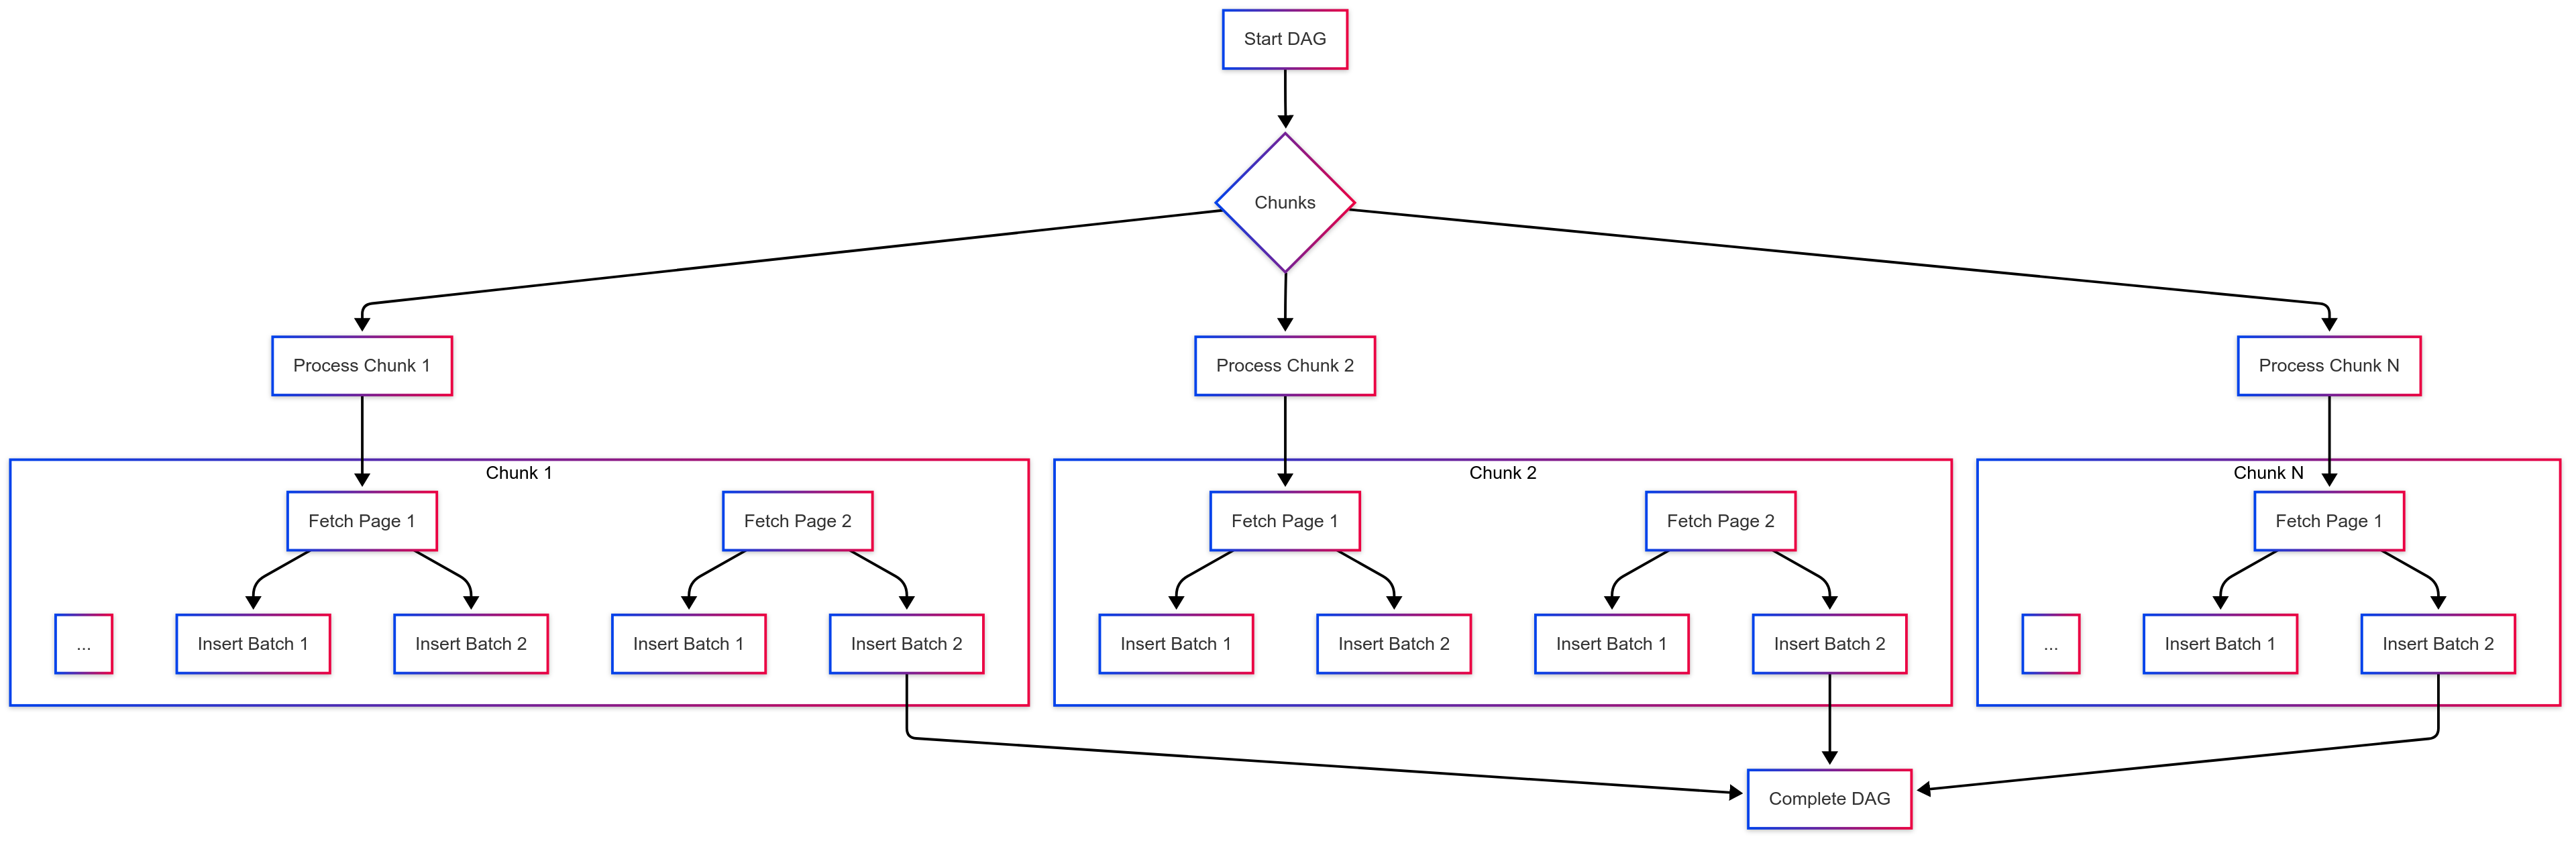 Start DAG
Chunks
Process Chunk 1
Process Chunk 2
Process Chunk N
Chunk 1
Chunk 2
Chunk N
Fetch Page 1
Fetch Page 2
Fetch Page 1
Fetch Page 2
Fetch Page 1
...
Insert Batch 1
Insert Batch 2
Insert Batch 1
Insert Batch 2
Insert Batch 1
Insert Batch 2
Insert Batch 1
Insert Batch 2
...
Insert Batch 1
Insert Batch 2
Complete DAG